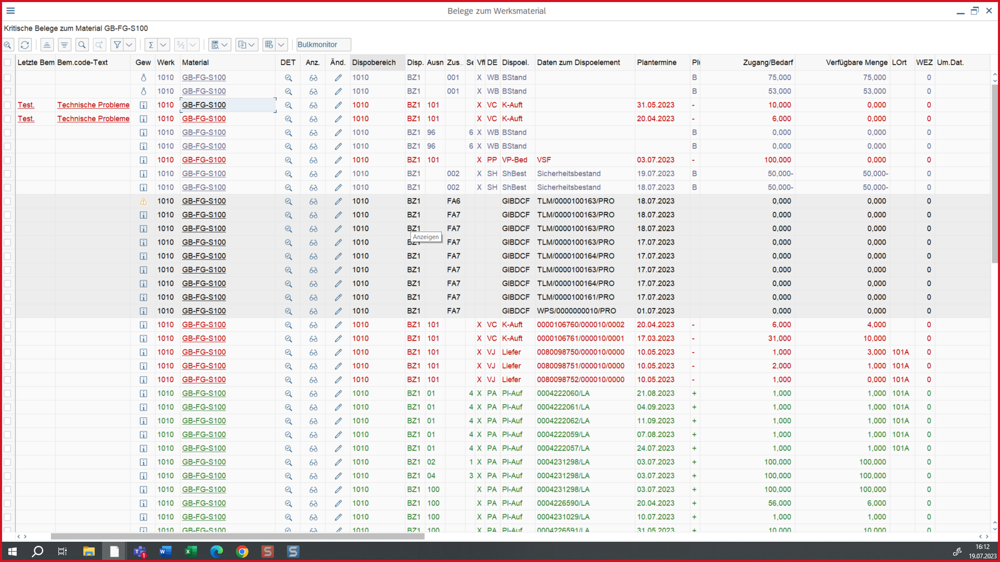 Belege zum Werksmaterial
Kritische Belege zum Material GB-FG-S100
Bulkmonitor
Letzte Bem Bem.code-Text Gew Werk Material DET Anz. Änd. Dispobereich Disp. Ausn Zus.. Se Vfl DE Dispoel. Daten zum Dispoelement Plantermine Plu Zugang/Bedarf Verfügbare Menge LOrt WEZ Um.Dat.
1010 GB-FG-S100 1010 BZ1 001 X WB BStand B 75,000 75,000 0
1010 GB-FG-S100 1010 BZ1 001 X WB BStand B 53,000 53,000 0
Test. Technische Probleme 1010 GB-FG-S100 1010 BZ1 101 X VC K-Auft 31.05.2023 - 10,000 0,000 0
Test. Technische Probleme 1010 GB-FG-S100 1010 BZ1 101 X VC K-Auft 20.04.2023 - 6,000 0,000 0
1010 GB-FG-S100 1010 BZ1 96 6 X WB BStand B 0,000 0,000 0
1010 GB-FG-S100 1010 BZ1 96 6 X WB BStand B 0,000 0,000 0
1010 GB-FG-S100 1010 BZ1 101 X PP VP-Bed VSF 03.07.2023 - 100,000 0,000 0
1010 GB-FG-S100 1010 BZ1 002 X SH ShBest Sicherheitsbestand 19.07.2023 B 50,000- 50,000- 0
1010 GB-FG-S100 1010 BZ1 002 X SH ShBest Sicherheitsbestand 18.07.2023 B 50,000- 50,000- 0
1010 GB-FG-S100 1010 BZ1 FA6 GIBDCF TLM/0000100163/PRO 18.07.2023 0,000 0,000 0
1010 GB-FG-S100 1010 BZ1 FA7 GIBDCF TLM/0000100163/PRO 18.07.2023 0,000 0,000 0
1010 GB-FG-S100 1010 BZ1 FA7 GIBDCF TLM/0000100163/PRO 18.07.2023 0,000 0,000 0
Anzeigen
1010 GB-FG-S100 1010 BZ1 FA7 GIBDCF TLM/0000100163/PRO 17.07.2023 0,000 0,000 0
1010 GB-FG-S100 1010 BZ1 FA7 GIBDCF TLM/0000100164/PRO 17.07.2023 0,000 0,000 0
1010 GB-FG-S100 1010 BZ1 FA7 GIBDCF TLM/0000100163/PRO 17.07.2023 0,000 0,000 0
1010 GB-FG-S100 1010 BZ1 FA7 GIBDCF TLM/0000100164/PRO 17.07.2023 0,000 0,000 0
1010 GB-FG-S100 1010 BZ1 FA7 GIBDCF TLM/0000100161/PRO 17.07.2023 0,000 0,000 0
1010 GB-FG-S100 1010 BZ1 FA7 GIBDCF WPS/0000000010/PRO 01.07.2023 0,000 0,000 0
1010 GB-FG-S100 1010 BZ1 101 X VC K-Auft 0000106760/000010/0002 20.04.2023 - 6,000 4,000 0
1010 GB-FG-S100 1010 BZ1 101 X VC K-Auft 0000106761/000010/0001 17.03.2023 - 31,000 10,000 0
1010 GB-FG-S100 1010 BZ1 101 X VJ Liefer 0080098750/000010/0000 10.05.2023 - 1,000 3,000 101A 0
1010 GB-FG-S100 1010 BZ1 101 X VJ Liefer 0080098751/000010/0000 10.05.2023 - 2,000 1,000 101A 0
1010 GB-FG-S100 1010 BZ1 101 X VJ Liefer 0080098752/000010/0000 10.05.2023 - 1,000 0,000 101A 0
1010 GB-FG-S100 1010 BZ1 01 4 X PA Pl-Auf 0004222060/LA 21.08.2023 + 1,000 1,000 101A 0
1010 GB-FG-S100 1010 BZ1 01 4 X PA Pl-Auf 0004222061/LA 04.09.2023 + 1,000 1,000 101A 0
1010 GB-FG-S100 1010 BZ1 01 4 X PA Pl-Auf 0004222062/LA 11.09.2023 + 1,000 1,000 101A 0
1010 GB-FG-S100 1010 BZ1 01 4 X PA Pl-Auf 0004222059/LA 07.08.2023 + 1,000 1,000 101A 0
1010 GB-FG-S100 1010 BZ1 01 4 X PA Pl-Auf 0004222057/LA 24.07.2023 + 1,000 1,000 101A 0
1010 GB-FG-S100 1010 BZ1 02 1 X PA Pl-Auf 0004231298/LA 03.07.2023 + 100,000 100,000 0
1010 GB-FG-S100 1010 BZ1 04 3 X PA Pl-Auf 0004231298/LA 03.07.2023 + 100,000 100,000 0
1010 GB-FG-S100 1010 BZ1 100 X PA Pl-Auf 0004231298/LA 03.07.2023 + 100,000 100,000 0
1010 GB-FG-S100 1010 BZ1 100 X PA Pl-Auf 0004226590/LA 20.04.2023 + 56,000 6,000 0
1010 GB-FG-S100 1010 BZ1 100 X PA Pl-Auf 0004231029/LA 10.07.2023 + 1,000 1,000 0
1010 GB-FG-S100 1010 BZ1 100 X PA Pl-Auf 0004226591/LA 31.05.2023 + 10,000 10,000 0
16:12
19.07.2023